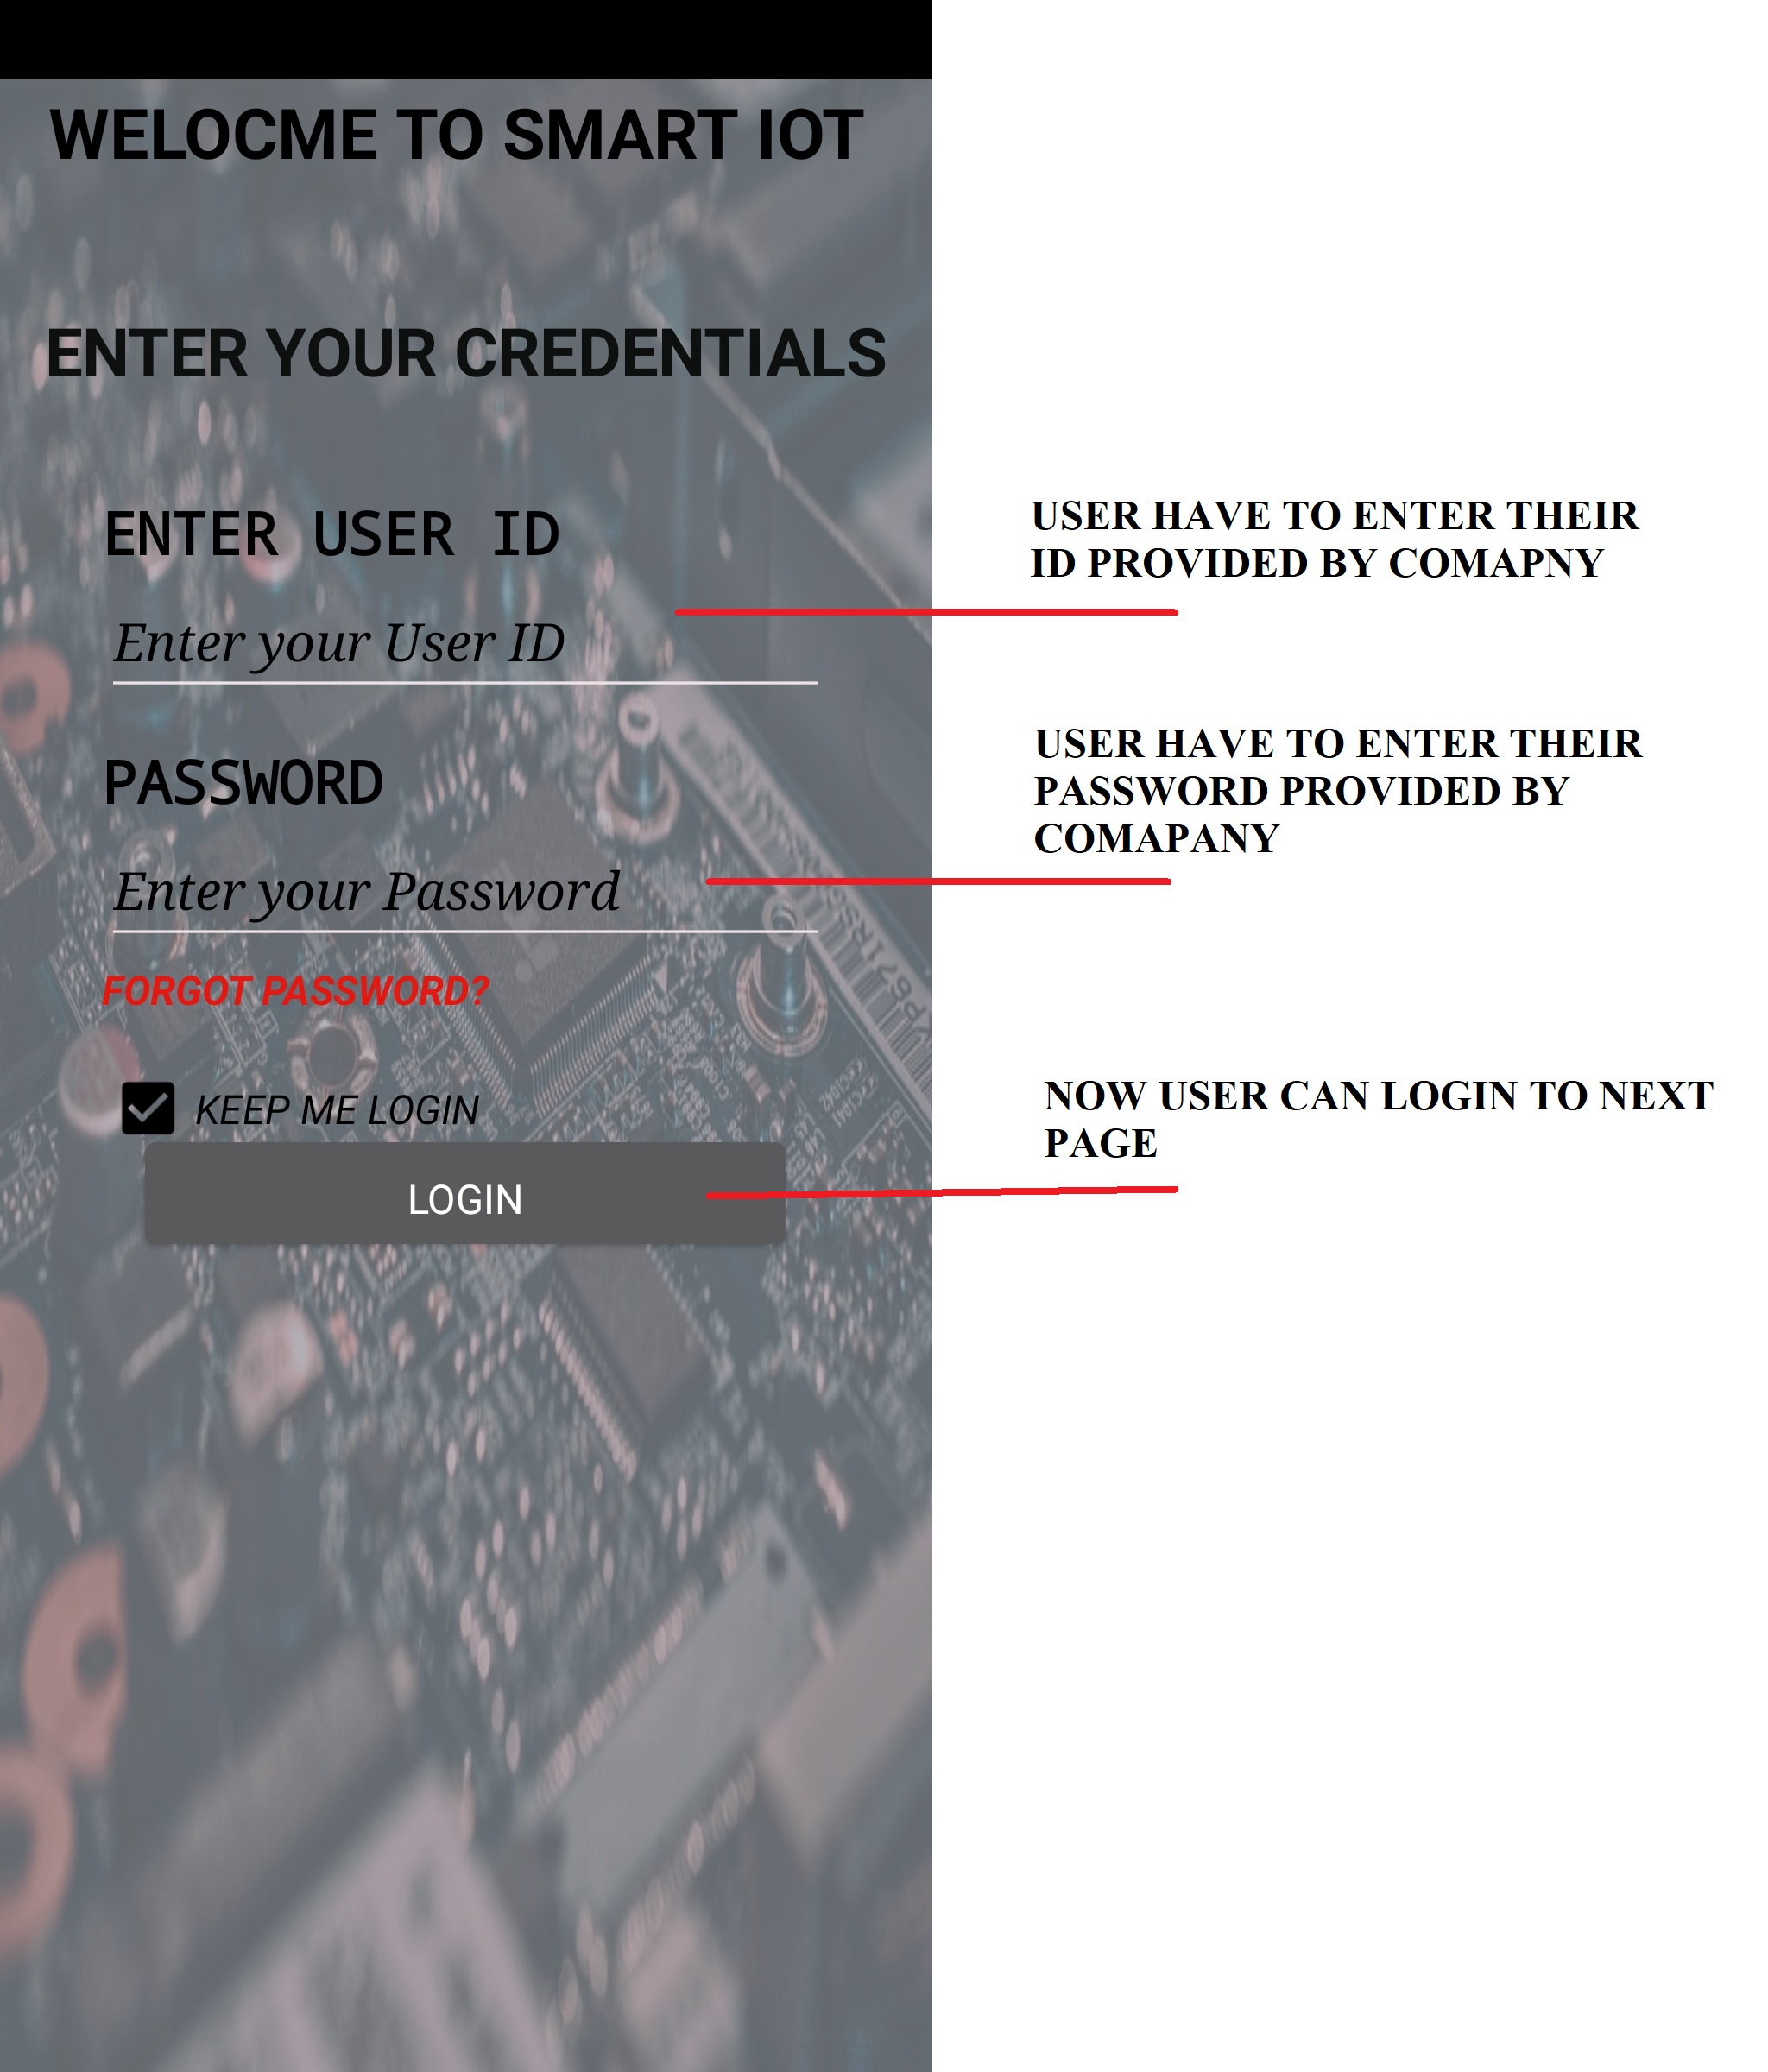 WELOCME TO SMART IOT
ENTER YOUR CREDENTIALS
ENTER USER ID
Enter your User ID
PASSWORD
Enter your Password
FORGOT PASSWORD?
KEEP ME LOGIN
LOGIN
USER HAVE TO ENTER THEIR
ID PROVIDED BY COMAPNY
USER HAVE TO ENTER THEIR
PASSWORD PROVIDED BY
COMAPANY
NOW USER CAN LOGIN TO NEXT
PAGE